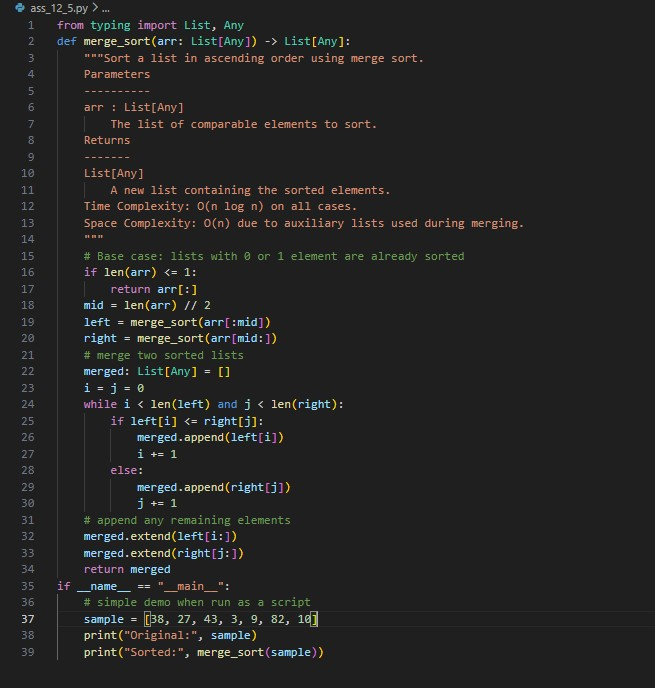 ass_12_5.py > ...
1 from typing import List, Any
2 def merge_sort(arr: List[Any]) -> List[Any]:
3     """Sort a list in ascending order using merge sort.
4     Parameters
5     ----------
6     arr : List[Any]
7         The list of comparable elements to sort.
8     Returns
9     -------
10     List[Any]
11         A new list containing the sorted elements.
12     Time Complexity: O(n log n) on all cases.
13     Space Complexity: O(n) due to auxiliary lists used during merging.
14     """
15     # Base case: lists with 0 or 1 element are already sorted
16     if len(arr) <= 1:
17         return arr[:]
18     mid = len(arr) // 2
19     left = merge_sort(arr[:mid])
20     right = merge_sort(arr[mid:])
21     # merge two sorted lists
22     merged: List[Any] = []
23     i = j = 0
24     while i < len(left) and j < len(right):
25         if left[i] <= right[j]:
26             merged.append(left[i])
27             i += 1
28         else:
29             merged.append(right[j])
30             j += 1
31     # append any remaining elements
32     merged.extend(left[i:])
33     merged.extend(right[j:])
34     return merged
35 if __name__ == "__main__":
36     # simple demo when run as a script
37     sample = [38, 27, 43, 3, 9, 82, 10]
38     print("Original:", sample)
39     print("Sorted:", merge_sort(sample))